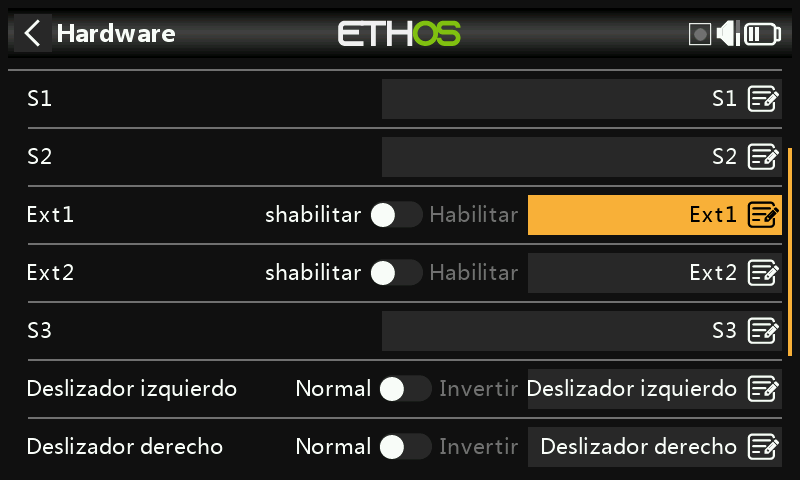 Hardware ETHOS
S1 S1
S2 S2
Ext1 shabilitar Habilitar Ext1
Ext2 shabilitar Habilitar Ext2
S3 S3
Deslizador izquierdo Normal Invertir Deslizador izquierdo
Deslizador derecho Normal Invertir Deslizador derecho